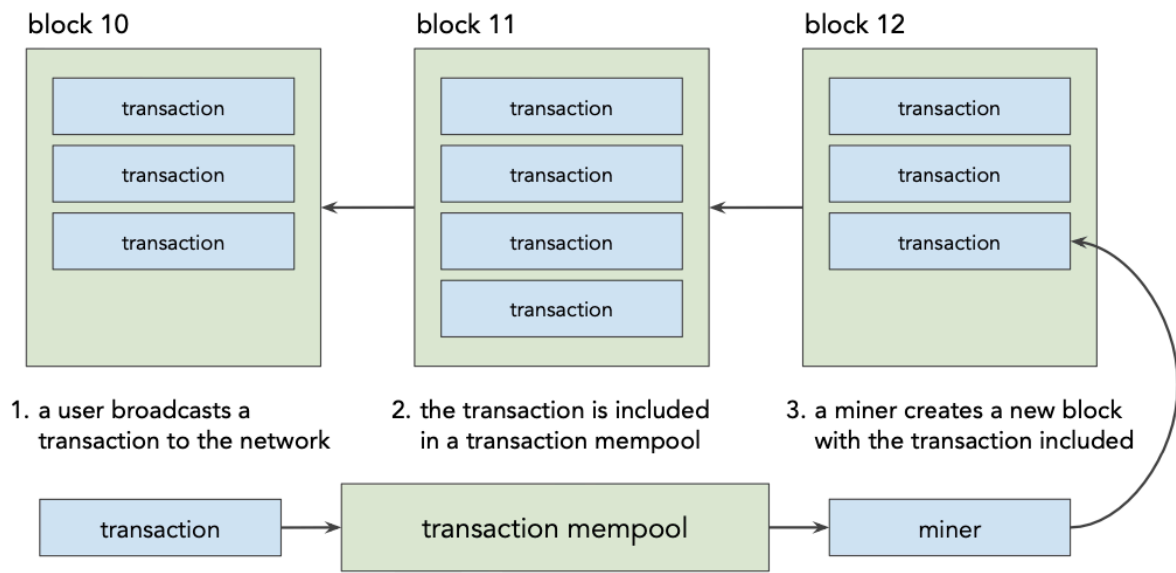 block 10
transaction
transaction
transaction
block 11
transaction
transaction
transaction
transaction
block 12
transaction
transaction
transaction
1. a user broadcasts a
transaction to the network
2. the transaction is included
in a transaction mempool
3. a miner creates a new block
with the transaction included
transaction
transaction mempool
miner